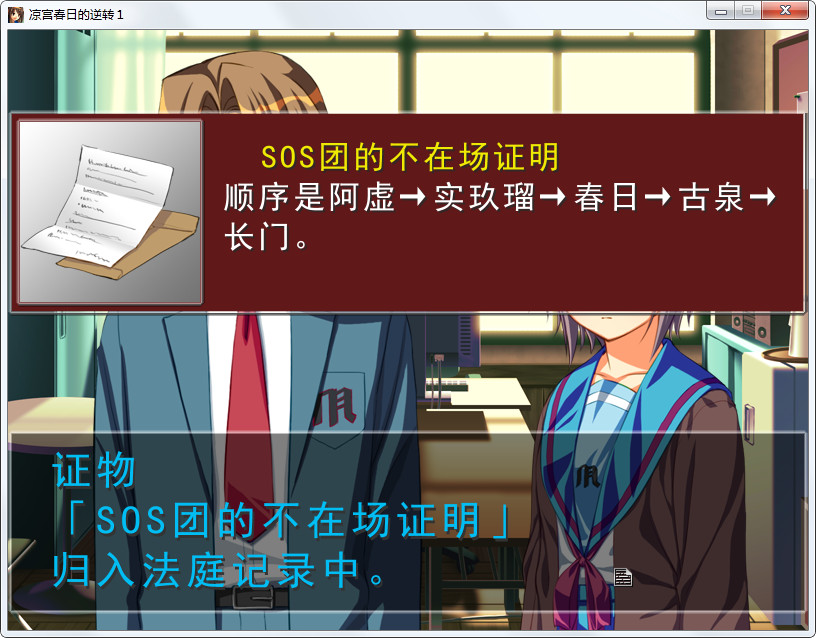 凉宫春日的逆转 1
SOS团的不在场证明
顺序是阿虚→实玖瑠→春日→古泉→
长门。
证物
「SOS团的不在场证明」
归入法庭记录中。